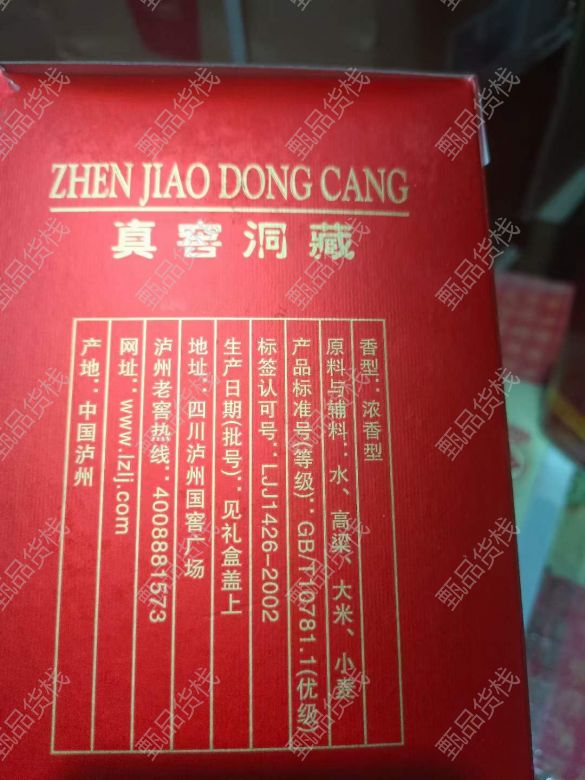 ZHEN JIAO DONG CANG
真窖洞藏
香型：浓香型
原料与辅料：水、高粱、大米、小麦
产品标准号(等级)：GB/T10781.1(优级)
标签认可号：LJJ1426-2002
生产日期(批号)：见礼盒盖上
地址：四川泸州国窖广场
泸州老窖热线：4008881573
网址：www.lzlj.com
产地：中国泸州
甄品货栈